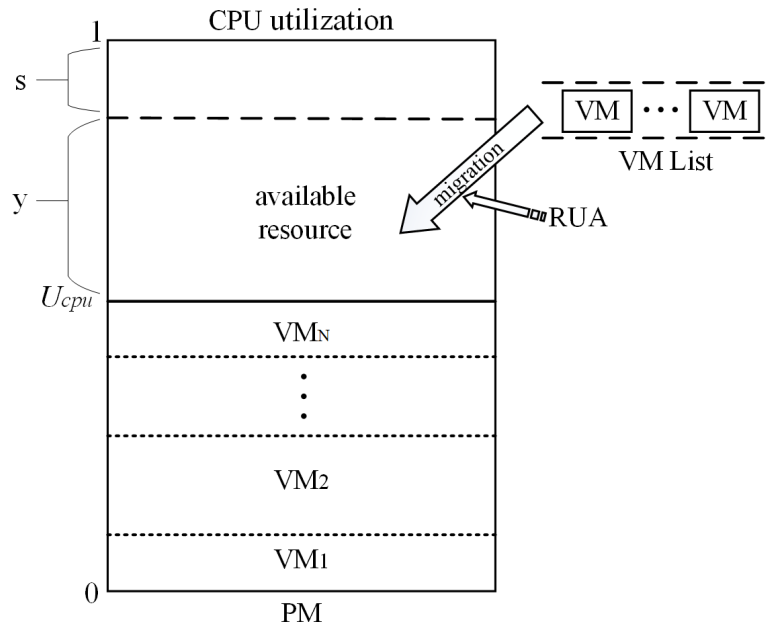 CPU utilization
1
s
VM ··· VM
VM List
migration
y
available
resource
RUA
Ucpu
VMN
⋮
VM2
VM1
0
PM